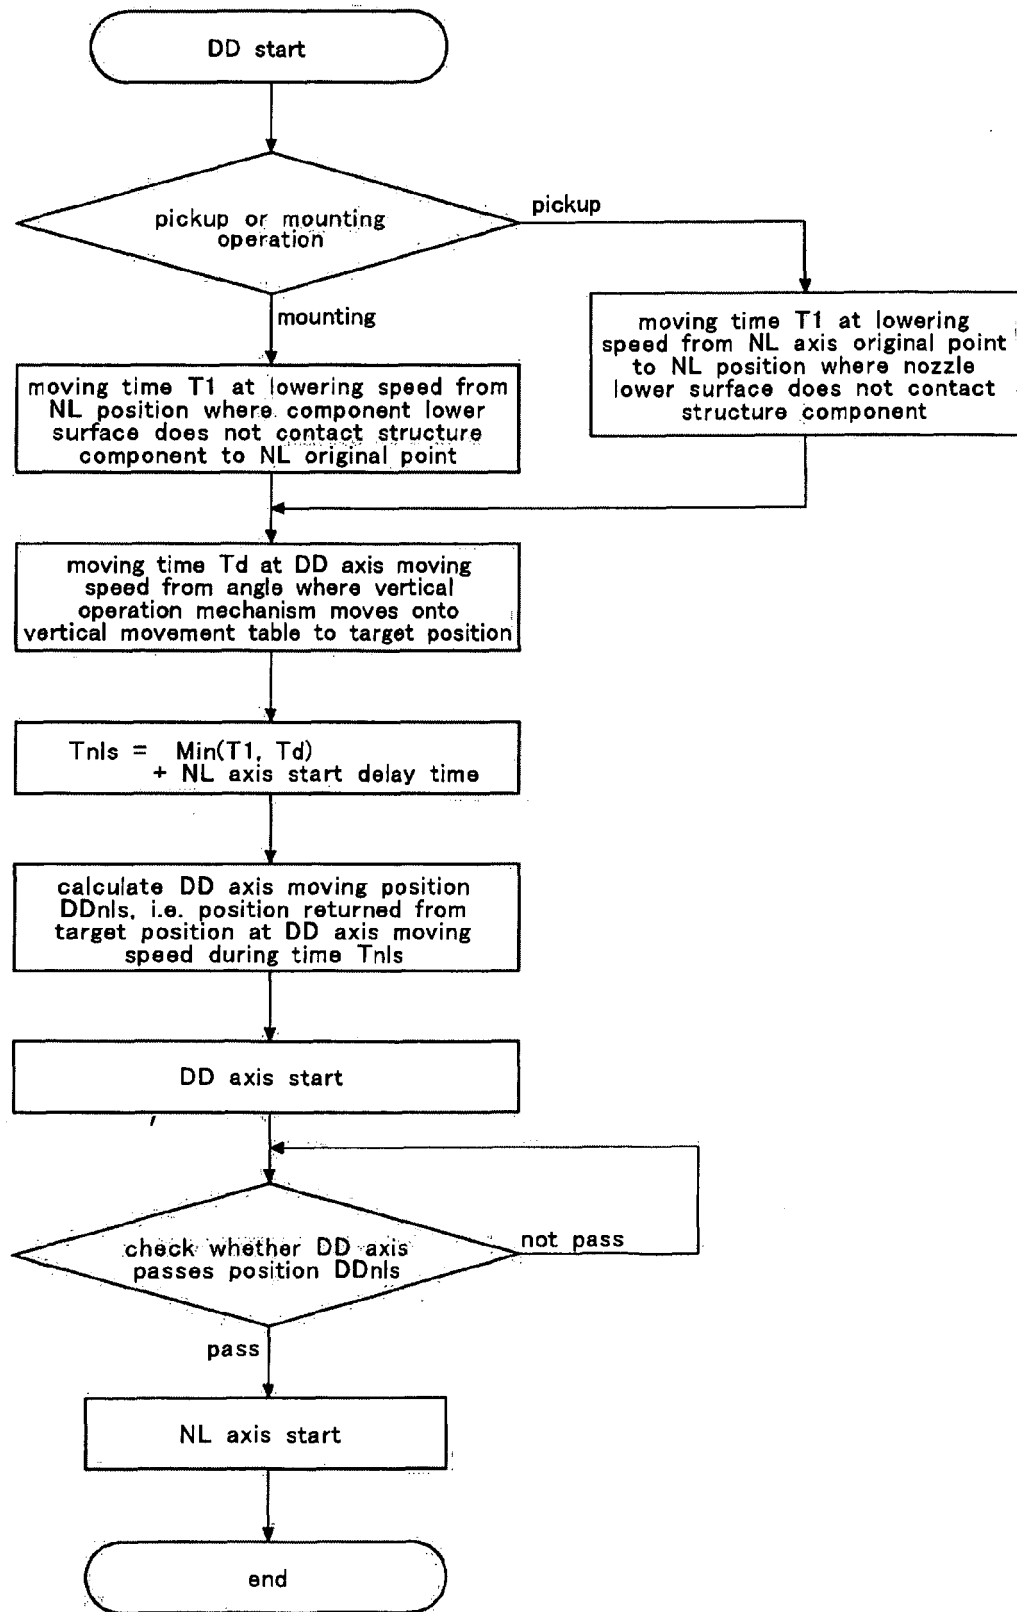 DD start
pickup or mounting
operation
pickup
mounting
moving time T1 at lowering
speed from NL axis original point
to NL position where nozzle
lower surface does not contact
structure component
moving time T1 at lowering speed from
NL position where component lower
surface does not contact structure
component to NL original point
moving time Td at DD axis moving
speed from angle where vertical
operation mechanism moves onto
vertical movement table to target position
Tnls = Min(T1, Td)
+ NL axis start delay time
calculate DD axis moving position
DDnls, i.e. position returned from
target position at DD axis moving
speed during time Tnls
DD axis start
check whether DD axis
passes position DDnls
not pass
pass
NL axis start
end